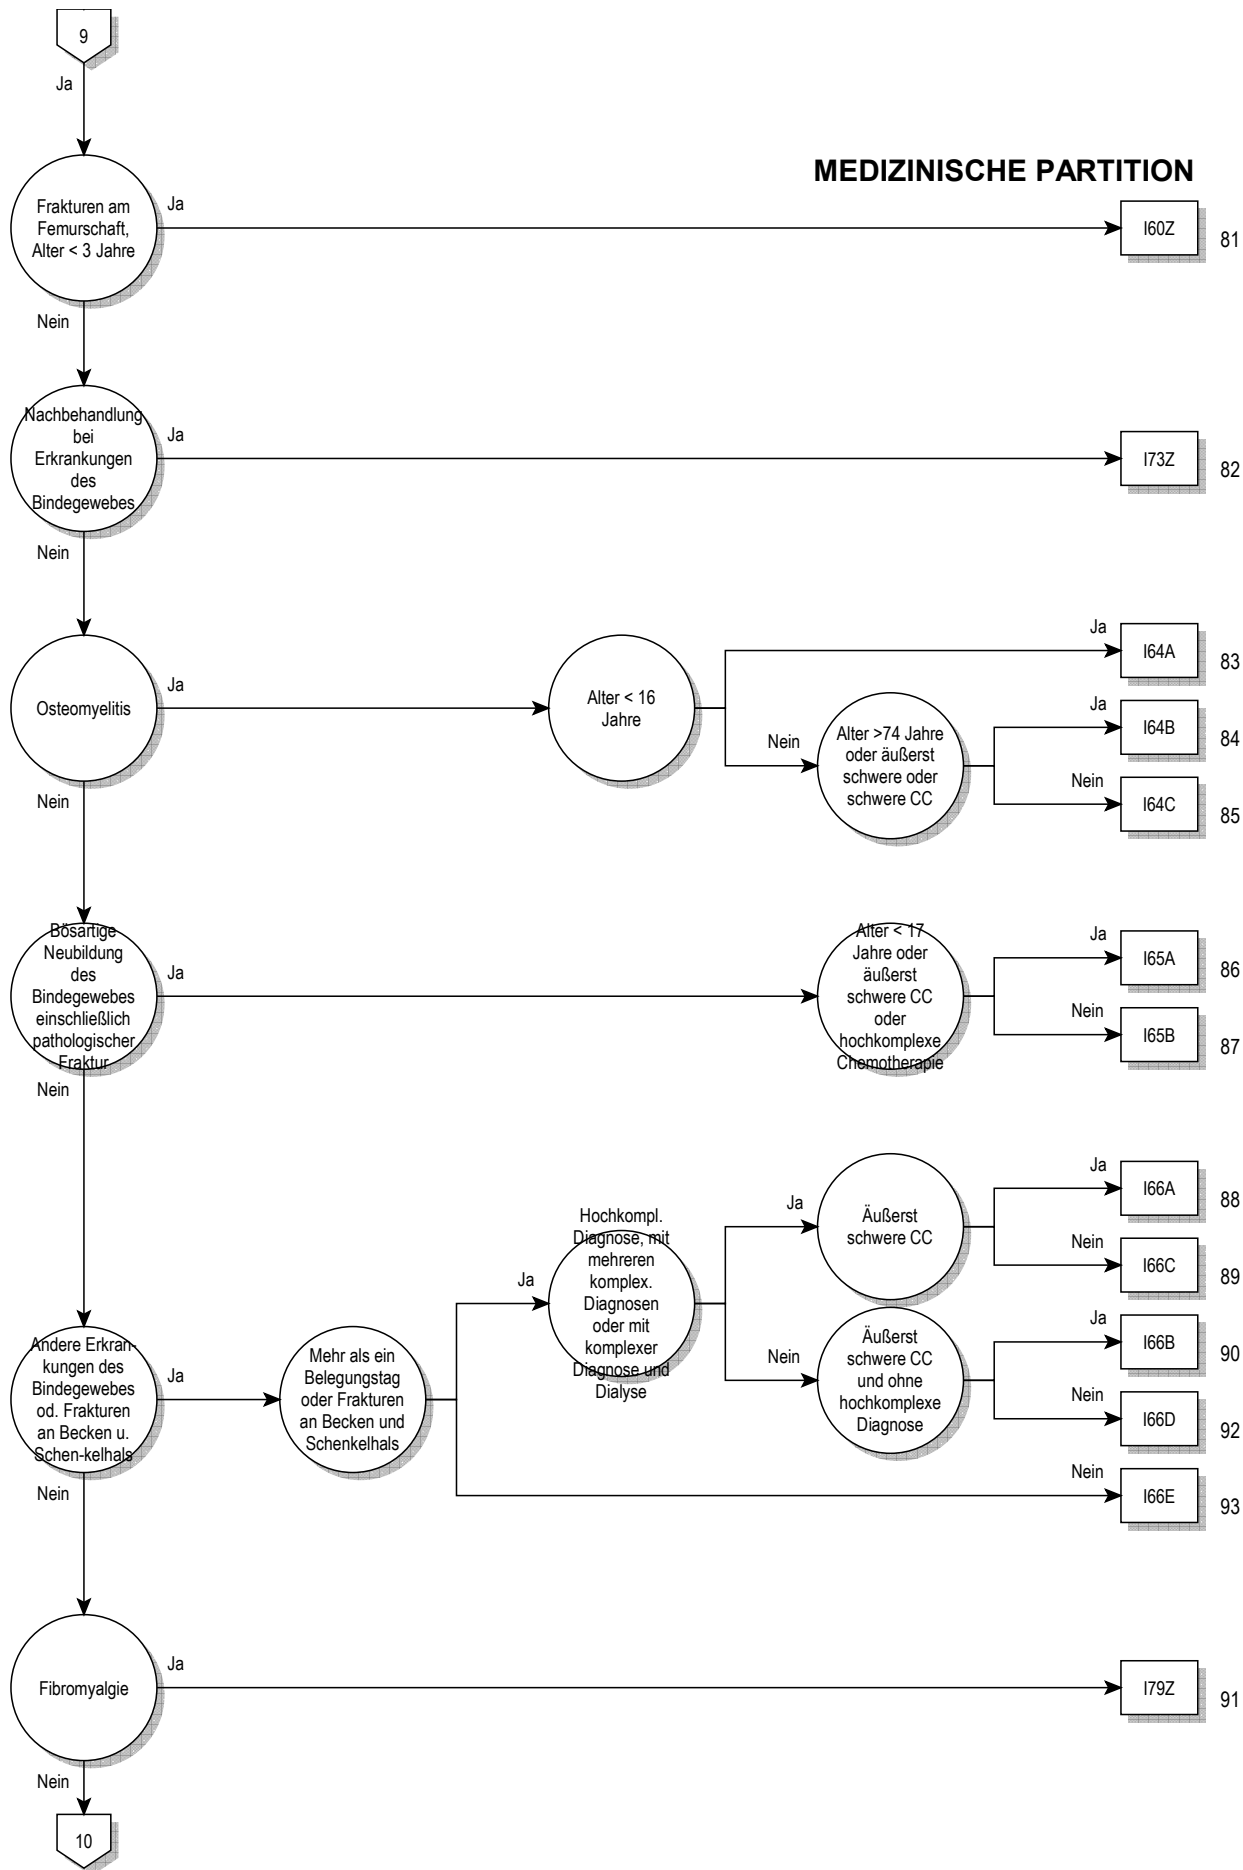 9
Ja
MEDIZINISCHE PARTITION
Frakturen am
Femurschaft,
Alter < 3 Jahre
Ja
I60Z
81
Nein
Nachbehandlung
bei
Erkrankungen
des
Bindegewebes
Ja
I73Z
82
Nein
Osteomyelitis
Ja
Alter < 16
Jahre
Ja
I64A
83
Nein
Alter >74 Jahre
oder äußerst
schwere oder
schwere CC
Ja
I64B
84
Nein
I64C
85
Nein
Bösartige
Neubildung
des
Bindegewebes
einschließlich
pathologischer
Fraktur
Ja
Alter < 17
Jahre oder
äußerst
schwere CC
oder
hochkomplexe
Chemotherapie
Ja
I65A
86
Nein
I65B
87
Nein
Andere Erkran-
kungen des
Bindegewebes
od. Frakturen
an Becken u.
Schen-kelhals
Ja
Mehr als ein
Belegungstag
oder Frakturen
an Becken und
Schenkelhals
Ja
Hochkompl.
Diagnose, mit
mehreren
komplex.
Diagnosen
oder mit
komplexer
Diagnose und
Dialyse
Ja
Äußerst
schwere CC
Ja
I66A
88
Nein
I66C
89
Nein
Äußerst
schwere CC
und ohne
hochkomplexe
Diagnose
Ja
I66B
90
Nein
I66D
92
Nein
I66E
93
Nein
Fibromyalgie
Ja
I79Z
91
Nein
10